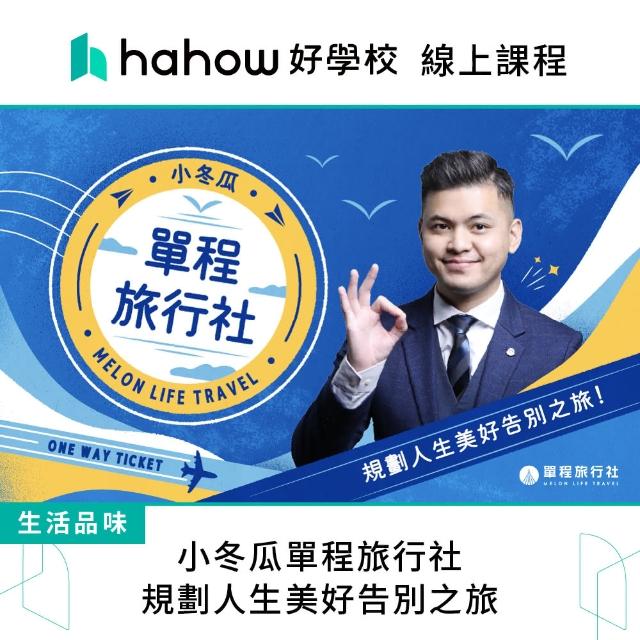 hahow 好學校 線上課程
小冬瓜
單程
旅行社
MELON LIFE TRAVEL
ONE WAY TICKET
規劃人生美好告別之旅!
單程旅行社
MELON LIFE TRAVEL
生活品味
小冬瓜單程旅行社
規劃人生美好告別之旅